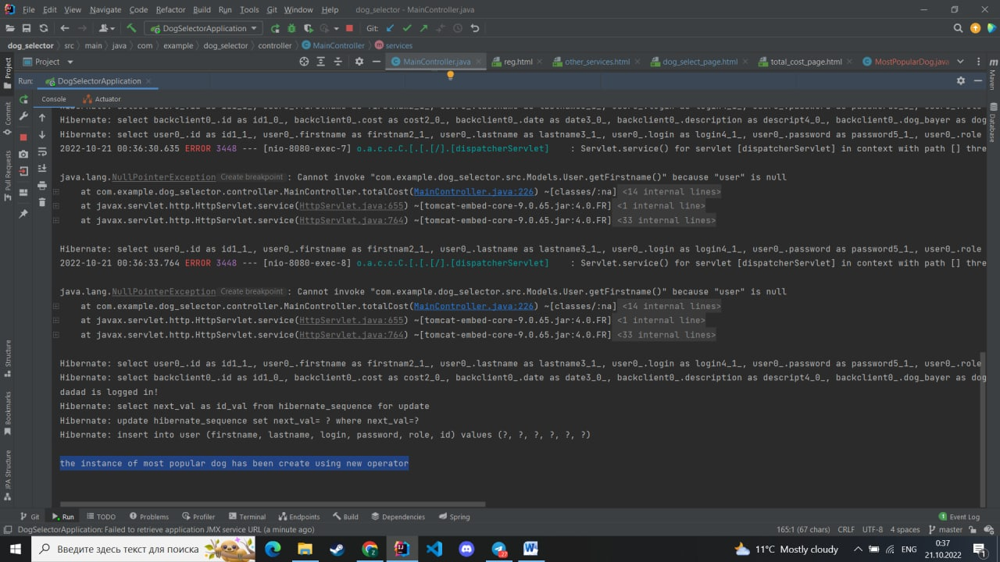 File Edit View Navigate Code Refactor Build Run Tools Git Window Help dog_selector - MainController.java
DogSelectorApplication Git:
dog_selector src main java com example dog_selector controller MainController services
Project MainController.java reg.html other_services.html dog_select_page.html total_cost_page.html MostPopularDog.java
Run: DogSelectorApplication
Console Actuator
Hibernate: select backclient0_.id as id1_0_, backclient0_.cost as cost2_0_, backclient0_.date as date3_0_, backclient0_.description as descript4_0_, backclient0_.dog_bayer as dog
Hibernate: select user0_.id as id1_1_, user0_.firstname as firstnam2_1_, user0_.lastname as lastname3_1_, user0_.login as login4_1_, user0_.password as password5_1_, user0_.role
2022-10-21 00:36:30.635 ERROR 3448 --- [nio-8080-exec-7] o.a.c.c.C.[.[.[/].[dispatcherServlet] : Servlet.service() for servlet [dispatcherServlet] in context with path [] thre
java.lang.NullPointerException Create breakpoint : Cannot invoke "com.example.dog_selector.src.Models.User.getFirstname()" because "user" is null
at com.example.dog_selector.controller.MainController.totalCost(MainController.java:226) ~[classes/:na] <14 internal lines>
at javax.servlet.http.HttpServlet.service(HttpServlet.java:655) ~[tomcat-embed-core-9.0.65.jar:4.0.FR] <1 internal line>
at javax.servlet.http.HttpServlet.service(HttpServlet.java:764) ~[tomcat-embed-core-9.0.65.jar:4.0.FR] <33 internal lines>
Hibernate: select user0_.id as id1_1_, user0_.firstname as firstnam2_1_, user0_.lastname as lastname3_1_, user0_.login as login4_1_, user0_.password as password5_1_, user0_.role
2022-10-21 00:36:33.764 ERROR 3448 --- [nio-8080-exec-8] o.a.c.c.C.[.[.[/].[dispatcherServlet] : Servlet.service() for servlet [dispatcherServlet] in context with path [] thre
java.lang.NullPointerException Create breakpoint : Cannot invoke "com.example.dog_selector.src.Models.User.getFirstname()" because "user" is null
at com.example.dog_selector.controller.MainController.totalCost(MainController.java:226) ~[classes/:na] <14 internal lines>
at javax.servlet.http.HttpServlet.service(HttpServlet.java:655) ~[tomcat-embed-core-9.0.65.jar:4.0.FR] <1 internal line>
at javax.servlet.http.HttpServlet.service(HttpServlet.java:764) ~[tomcat-embed-core-9.0.65.jar:4.0.FR] <33 internal lines>
Hibernate: select user0_.id as id1_1_, user0_.firstname as firstnam2_1_, user0_.lastname as lastname3_1_, user0_.login as login4_1_, user0_.password as password5_1_, user0_.role
Hibernate: select backclient0_.id as id1_0_, backclient0_.cost as cost2_0_, backclient0_.date as date3_0_, backclient0_.description as descript4_0_, backclient0_.dog_bayer as dog
dadad is logged in!
Hibernate: select next_val as id_val from hibernate_sequence for update
Hibernate: update hibernate_sequence set next_val= ? where next_val=?
Hibernate: insert into user (firstname, lastname, login, password, role, id) values (?, ?, ?, ?, ?, ?)
the instance of most popular dog has been create using new operator
Project
Commit
Pull Requests
Structure
Bookmarks
JPA Structure
Maven
Database
Git Run TODO Problems Profiler Terminal Endpoints Build Dependencies Spring 1 Event Log
DogSelectorApplication: Failed to retrieve application JMX service URL (a minute ago) 165:1 (67 chars) CRLF UTF-8 4 spaces master
Введите здесь текст для поиска 27 11°C Mostly cloudy ENG 0:37
21.10.2022 1